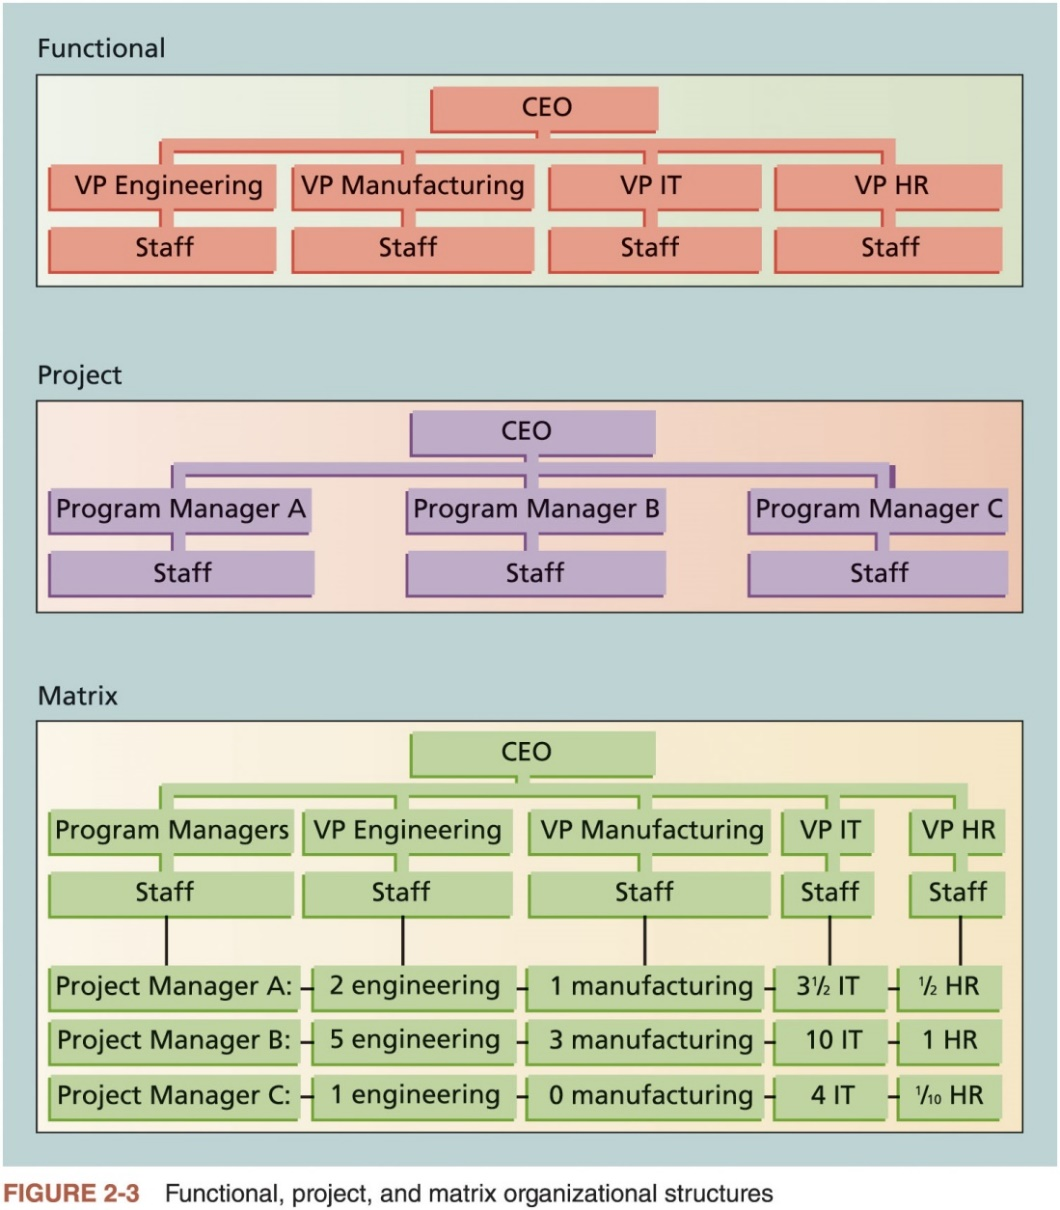 Functional
CEO
VP Engineering VP Manufacturing VP IT VP HR
Staff Staff Staff Staff
Project
CEO
Program Manager A Program Manager B Program Manager C
Staff Staff Staff
Matrix
CEO
Program Managers VP Engineering VP Manufacturing VP IT VP HR
Staff Staff Staff Staff Staff
Project Manager A: 2 engineering 1 manufacturing 3½ IT ½ HR
Project Manager B: 5 engineering 3 manufacturing 10 IT 1 HR
Project Manager C: 1 engineering 0 manufacturing 4 IT 1/10 HR
FIGURE 2-3 Functional, project, and matrix organizational structures